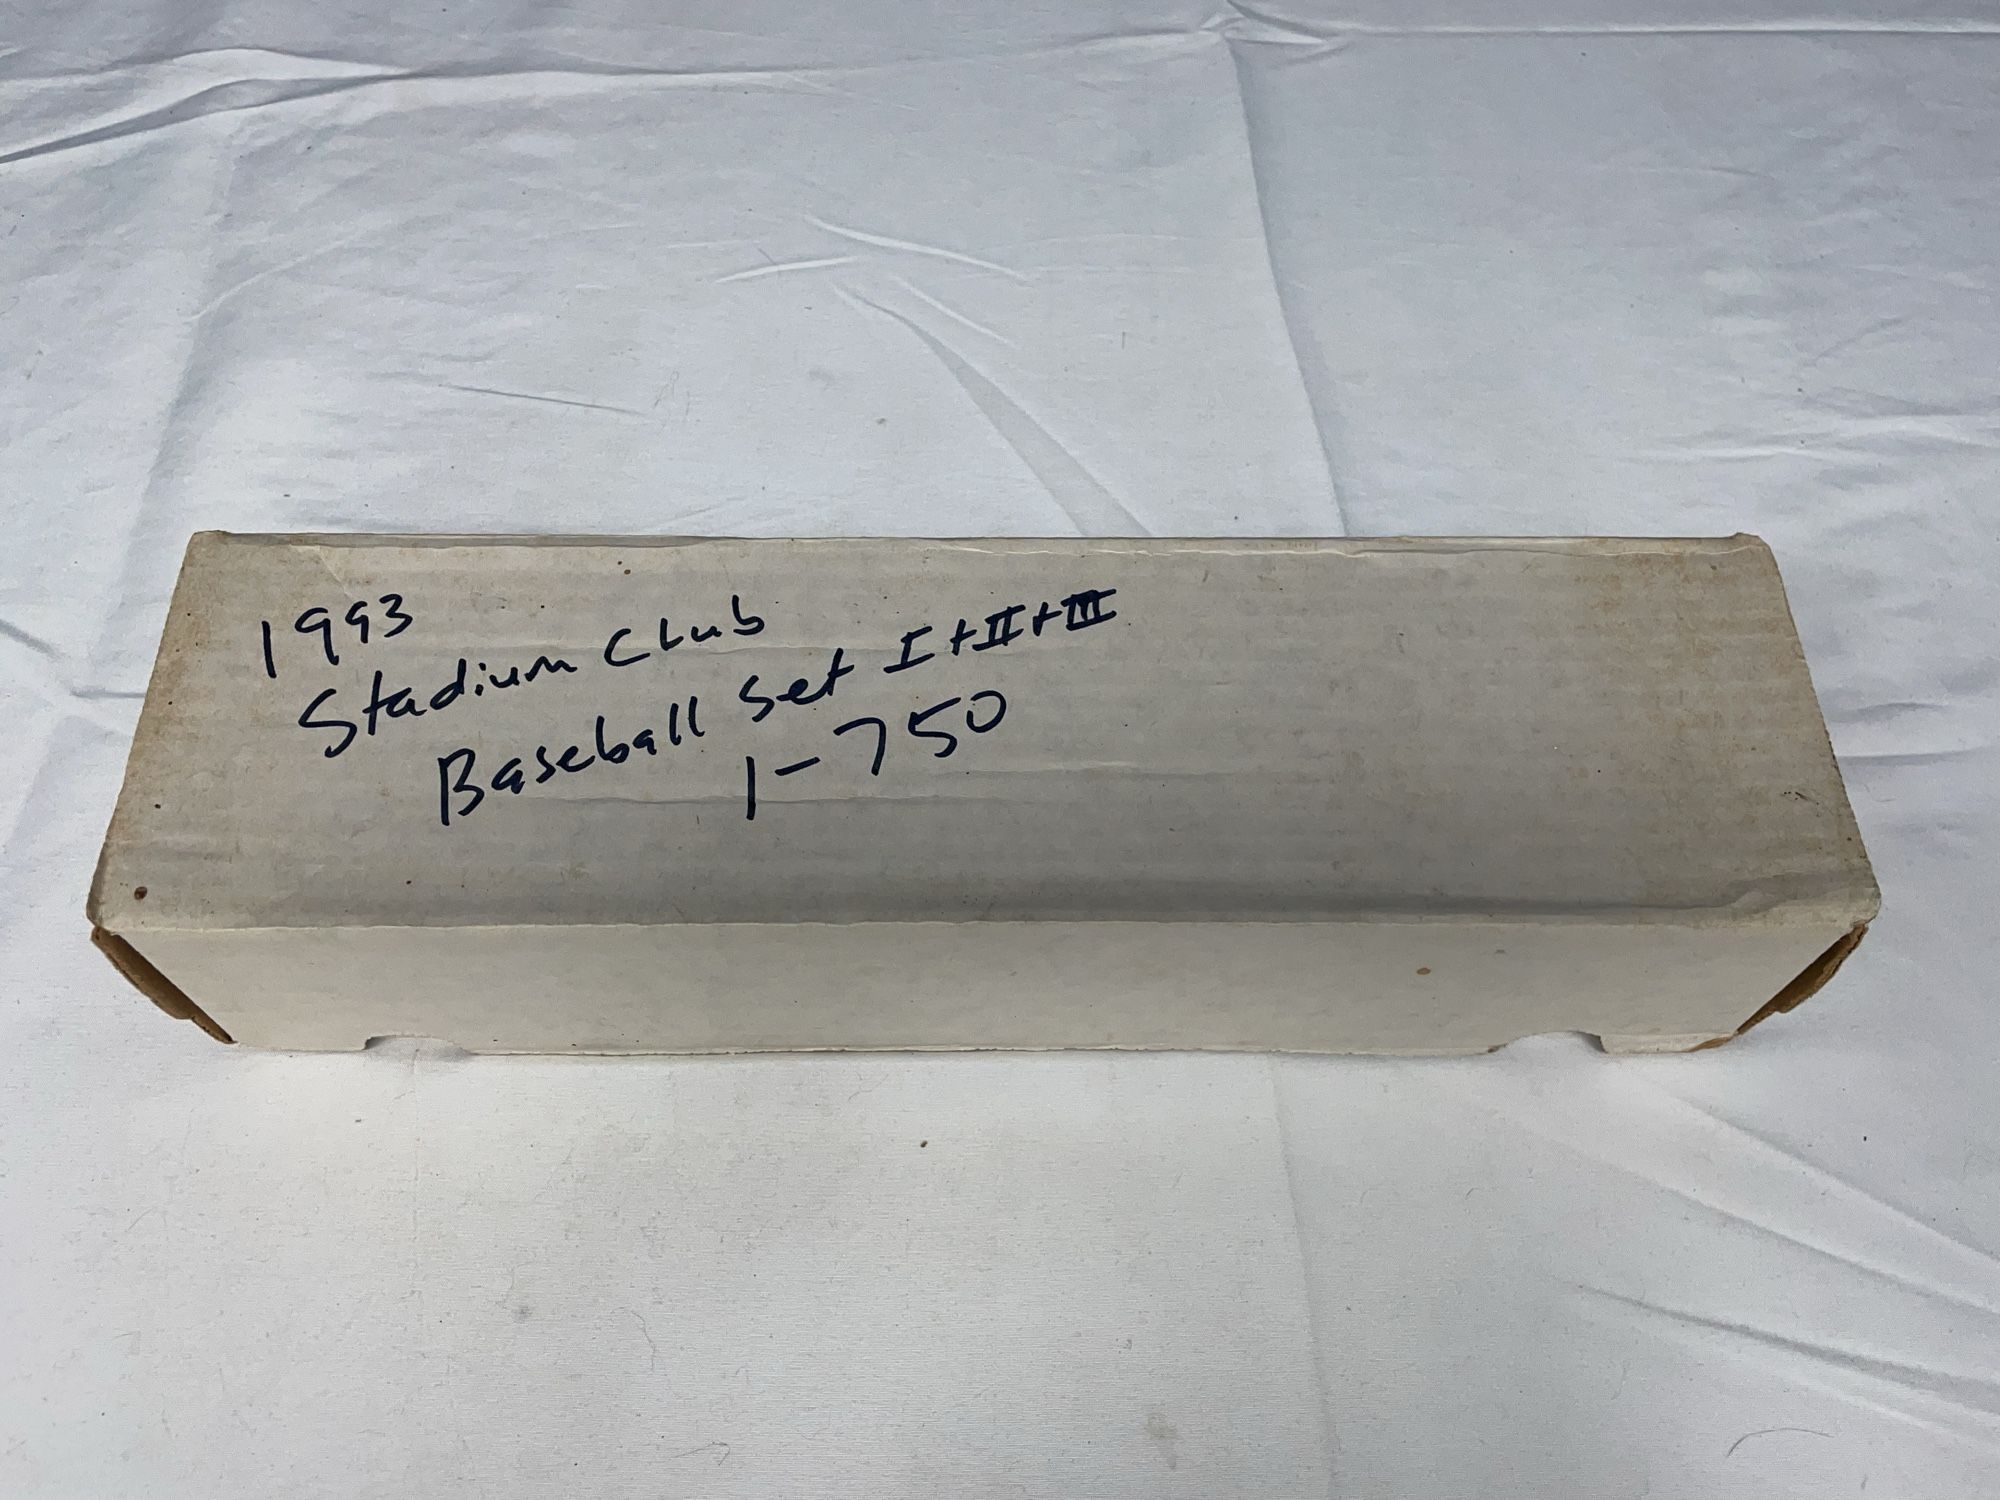 1993
Stadium Club
Baseball Set I+II+III
1-750